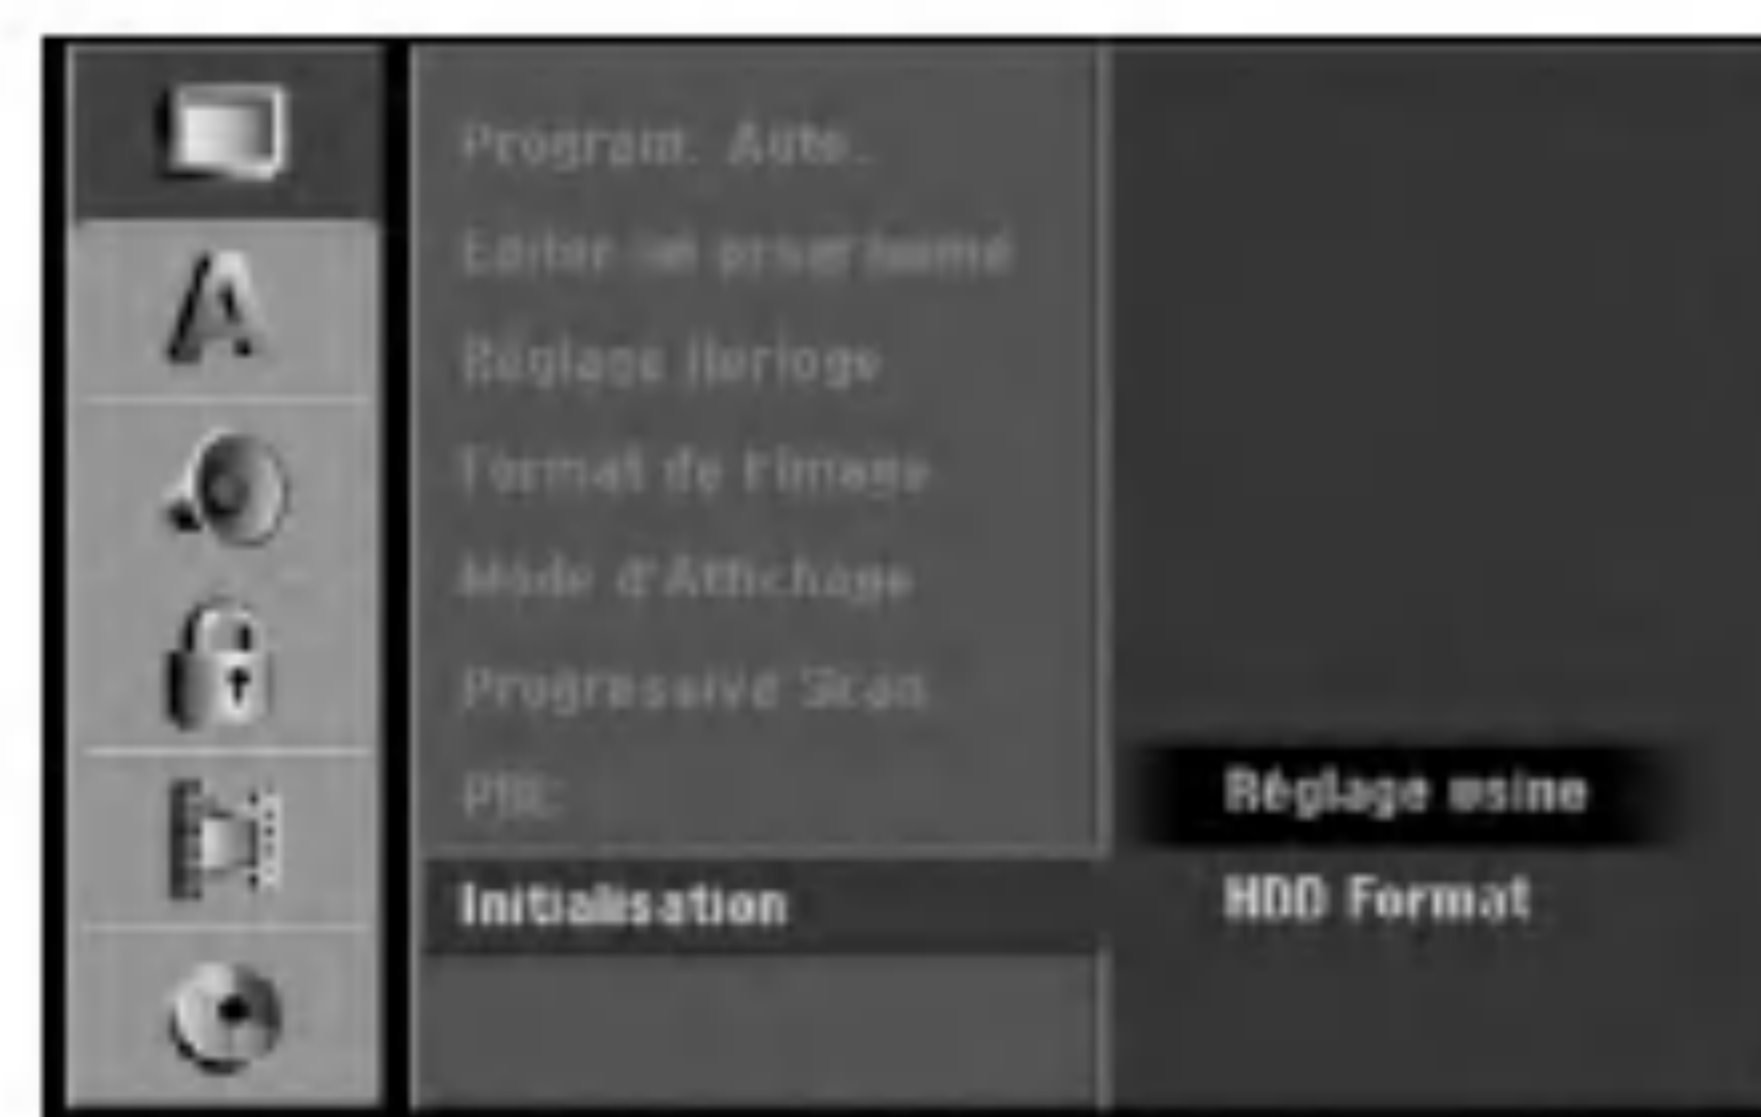 Program. Auto.
Editer un programme
Réglage Horloge
Format de l'image
Mode d'Affichage
Progressive Scan
PBC
Initialisation
Réglage usine
HDD Format